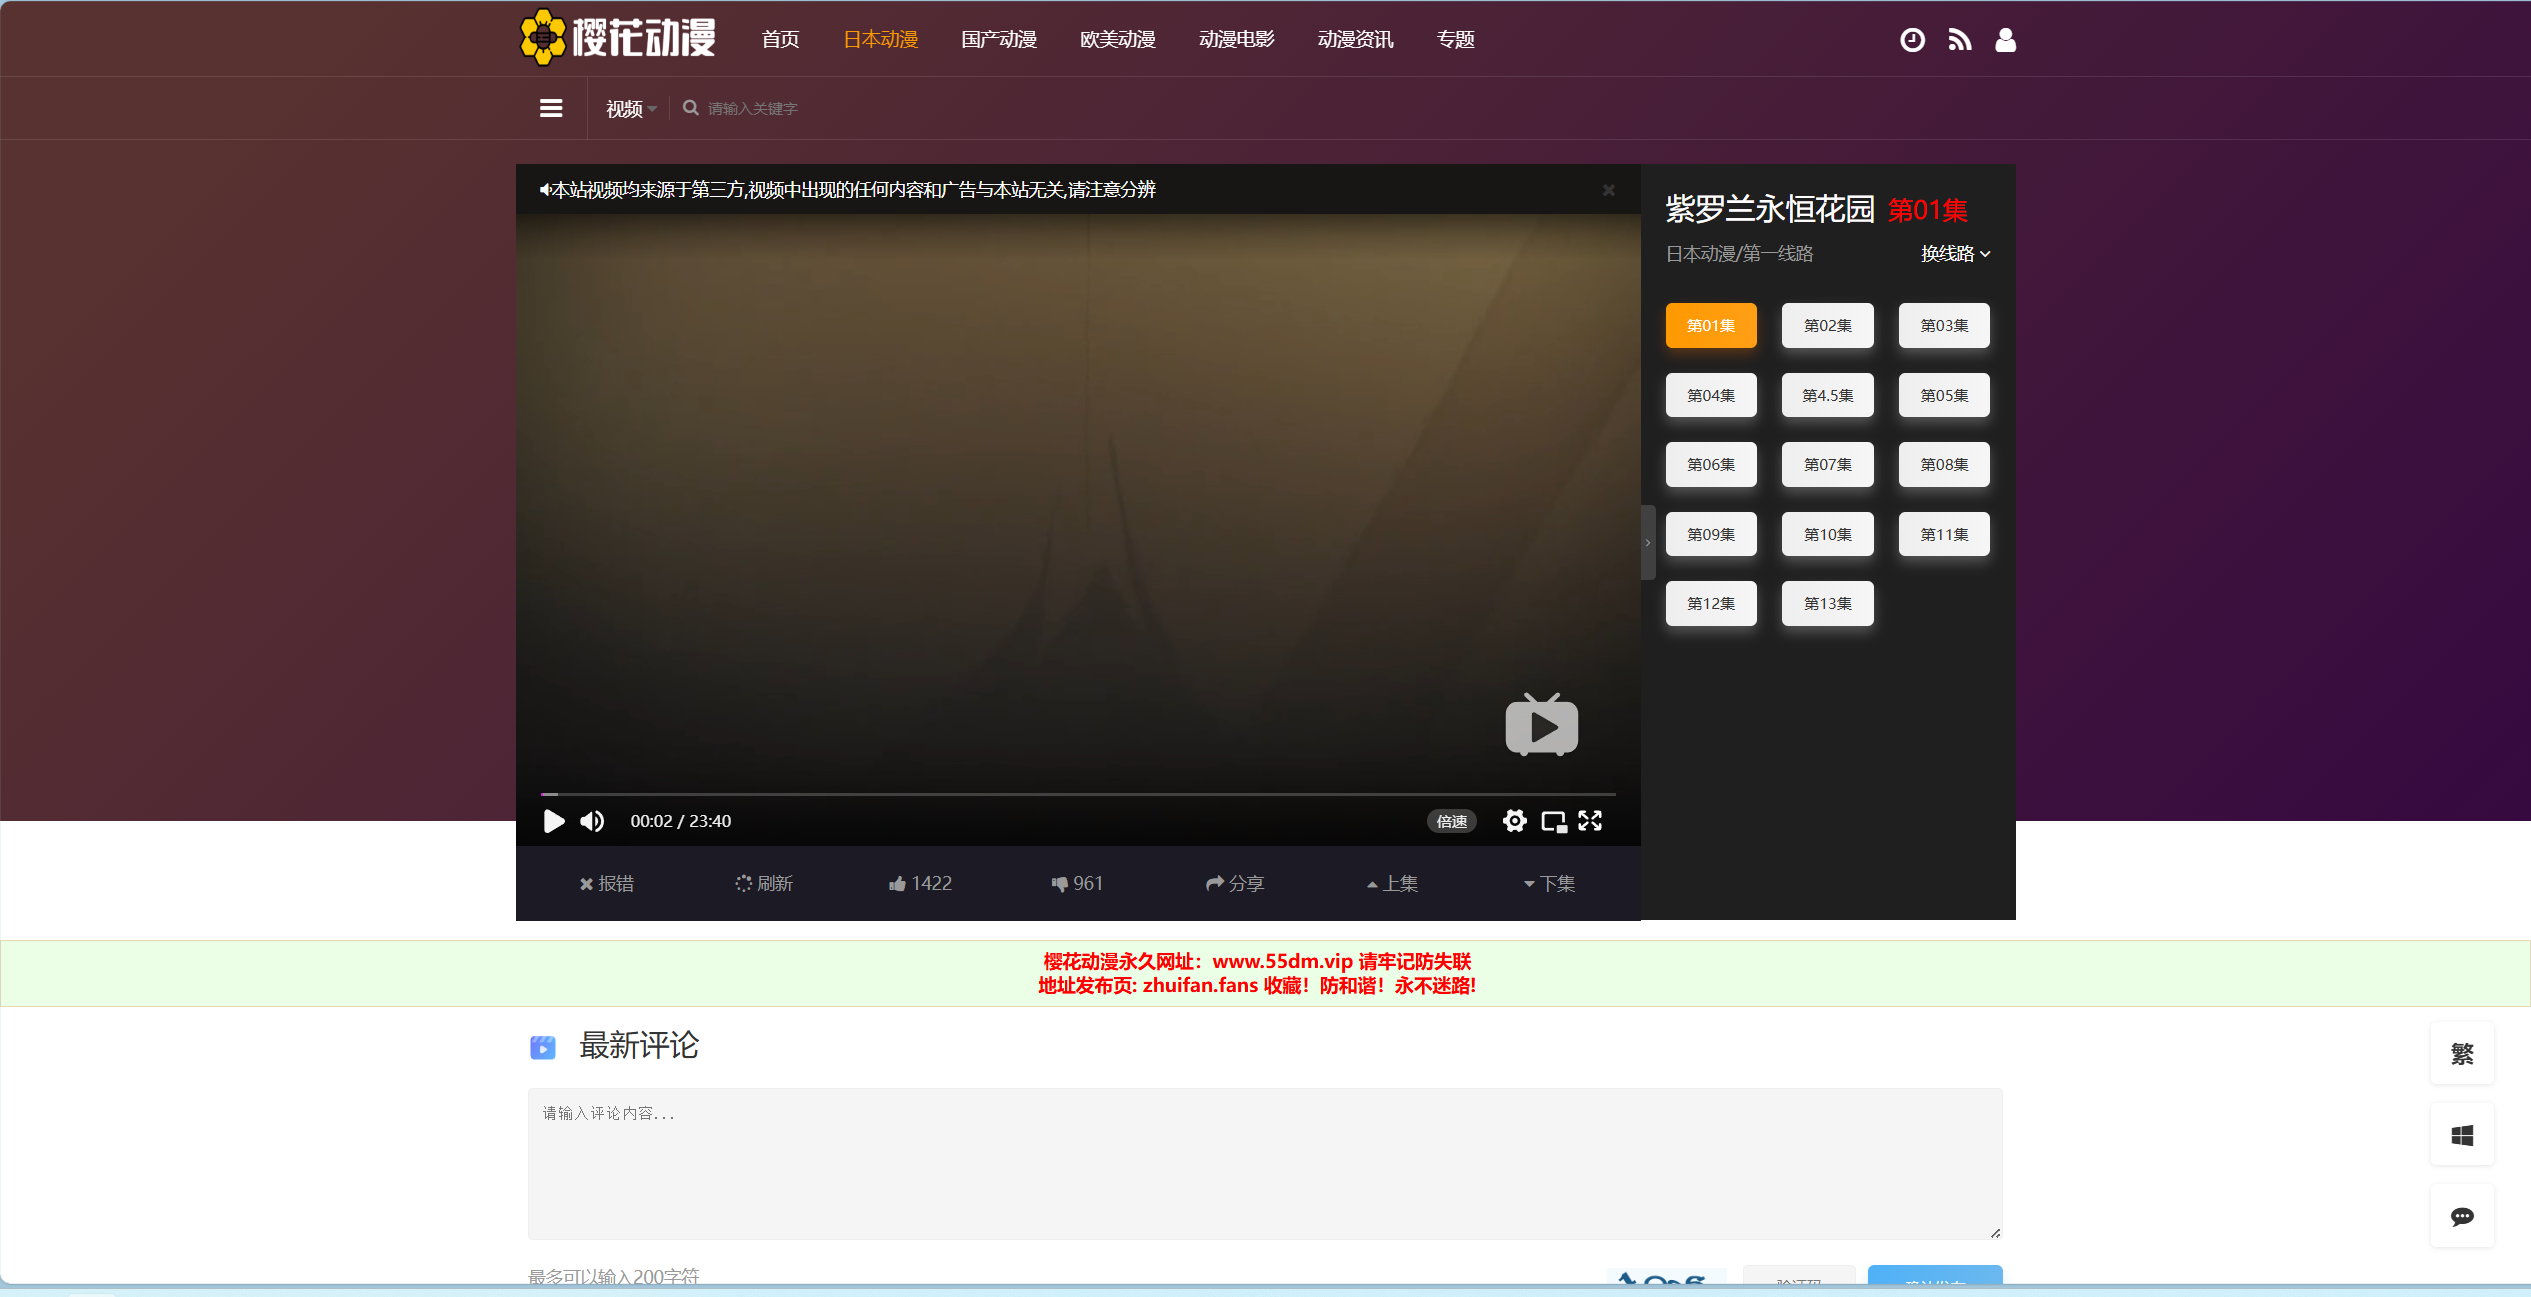 樱花动漫
首页 日本动漫 国产动漫 欧美动漫 动漫电影 动漫资讯 专题
视频 请输入关键字
本站视频均来源于第三方,视频中出现的任何内容和广告与本站无关,请注意分辨
紫罗兰永恒花园 第01集
日本动漫/第一线路 换线路
第01集 第02集 第03集
第04集 第4.5集 第05集
第06集 第07集 第08集
第09集 第10集 第11集
第12集 第13集
00:02 / 23:40 倍速
报错 刷新 1422 961 分享 上集 下集
樱花动漫永久网址：www.55dm.vip 请牢记防失联
地址发布页: zhuifan.fans 收藏！防和谐！永不迷路!
最新评论
繁
请输入评论内容...
最多可以输入200字符
验证码